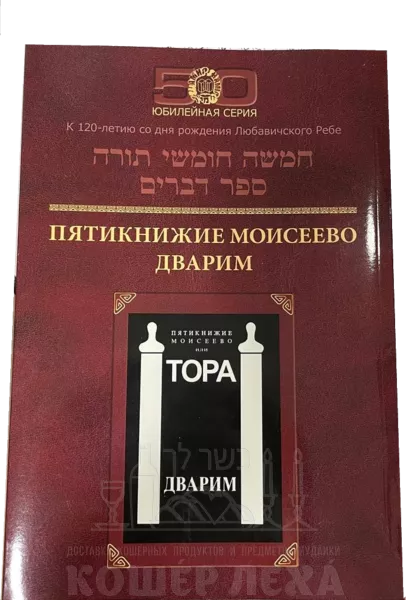 50
ЮБИЛЕЙНАЯ СЕРИЯ
К 120-летию со дня рождения Любавичского Ребе
חמשה חומשי תורה
ספר דברים
ПЯТИКНИЖИЕ МОИСЕЕВО
ДВАРИМ
ПЯТИКНИЖИЕ
МОИСЕЕВО
ИЛИ
ТОРА
ДВАРИМ
בשר לך
ДОСТАВКА КОШЕРНЫХ ПРОДУКТОВ И ПРЕДМЕТОВ ИУДАИКИ
КОШЕР ЛЕХА